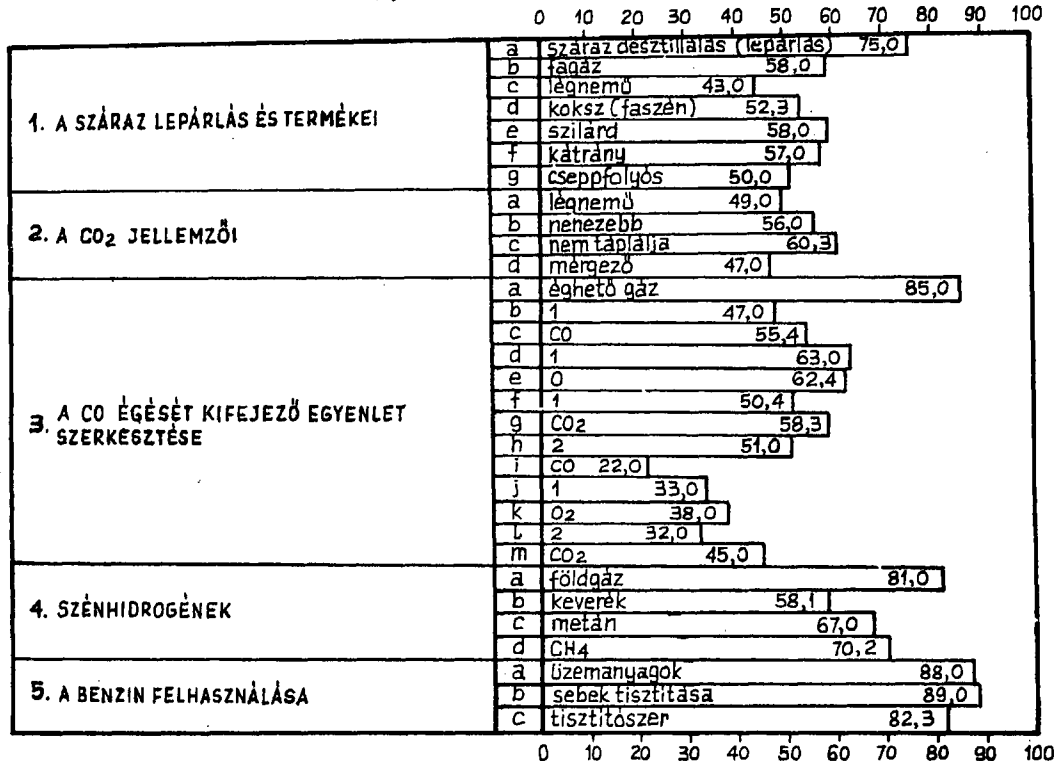 0 10 20 30 40 50 60 70 80 90 100
1. A SZÁRAZ LEPÁRLÁS ÉS TERMÉKEI
a száraz desztillálás (lepárlás) 75,0
b fagáz 58,0
c légnemű 43,0
d koksz (faszén) 52,3
e szilárd 58,0
f kátrány 57,0
g cseppfolyós 50,0
2. A CO2 JELLEMZŐI
a légnemű 49,0
b nehezebb 56,0
c nem táplálja 60,3
d mérgező 47,0
3. A CO ÉGÉSÉT KIFEJEZŐ EGYENLET
SZERKESZTÉSE
a éghető gáz 85,0
b 1 47,0
c CO 55,4
d 1 63,0
e O 62,4
f 1 50,4
g CO2 58,3
h 2 51,0
i CO 22,0
j 1 33,0
k O2 38,0
l 2 32,0
m CO2 45,0
4. SZÉNHIDROGÉNEK
a földgáz 81,0
b keverék 58,1
c metán 67,0
d CH4 70,2
5. A BENZIN FELHASZNÁLÁSA
a üzemanyagok 88,0
b sebek tisztítása 89,0
c tisztítószer 82,3
0 10 20 30 40 50 60 70 80 90 100